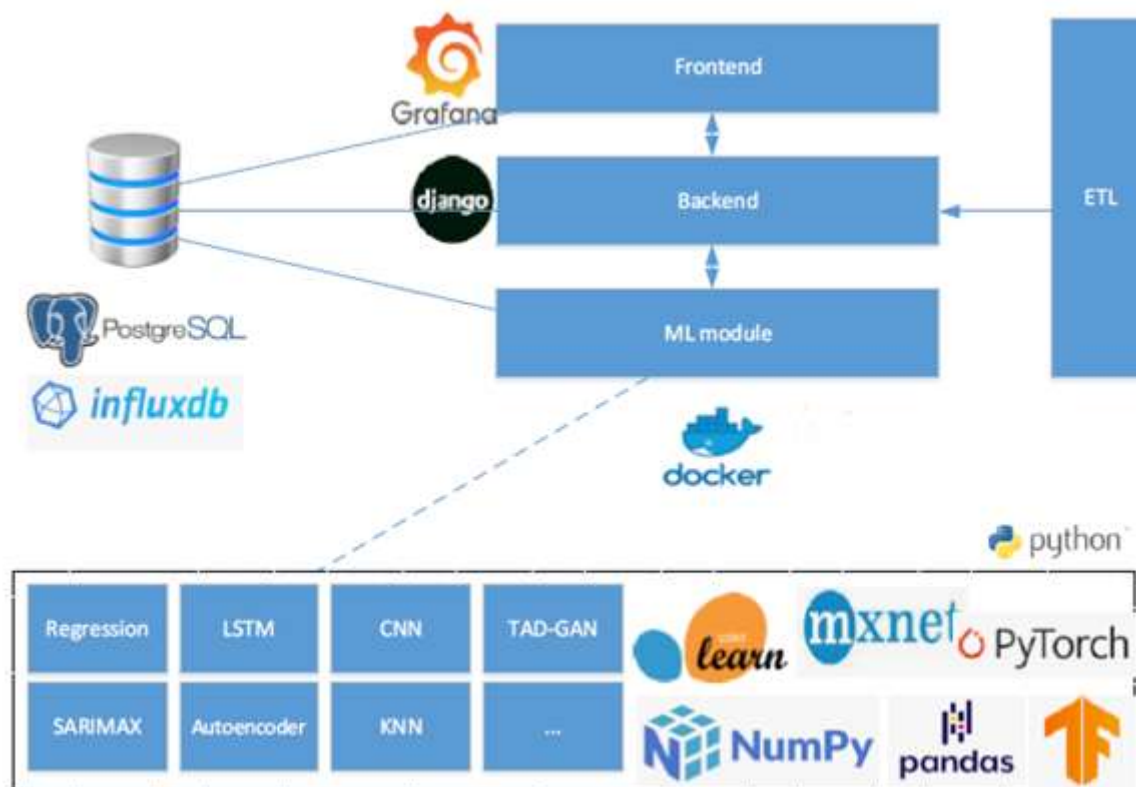 Frontend
Grafana
django
Backend
ETL
PostgreSQL
influxdb
ML module
docker
python
Regression
LSTM
CNN
TAD-GAN
learn
mxnet
PyTorch
SARIMAX
Autoencoder
KNN
...
NumPy
pandas